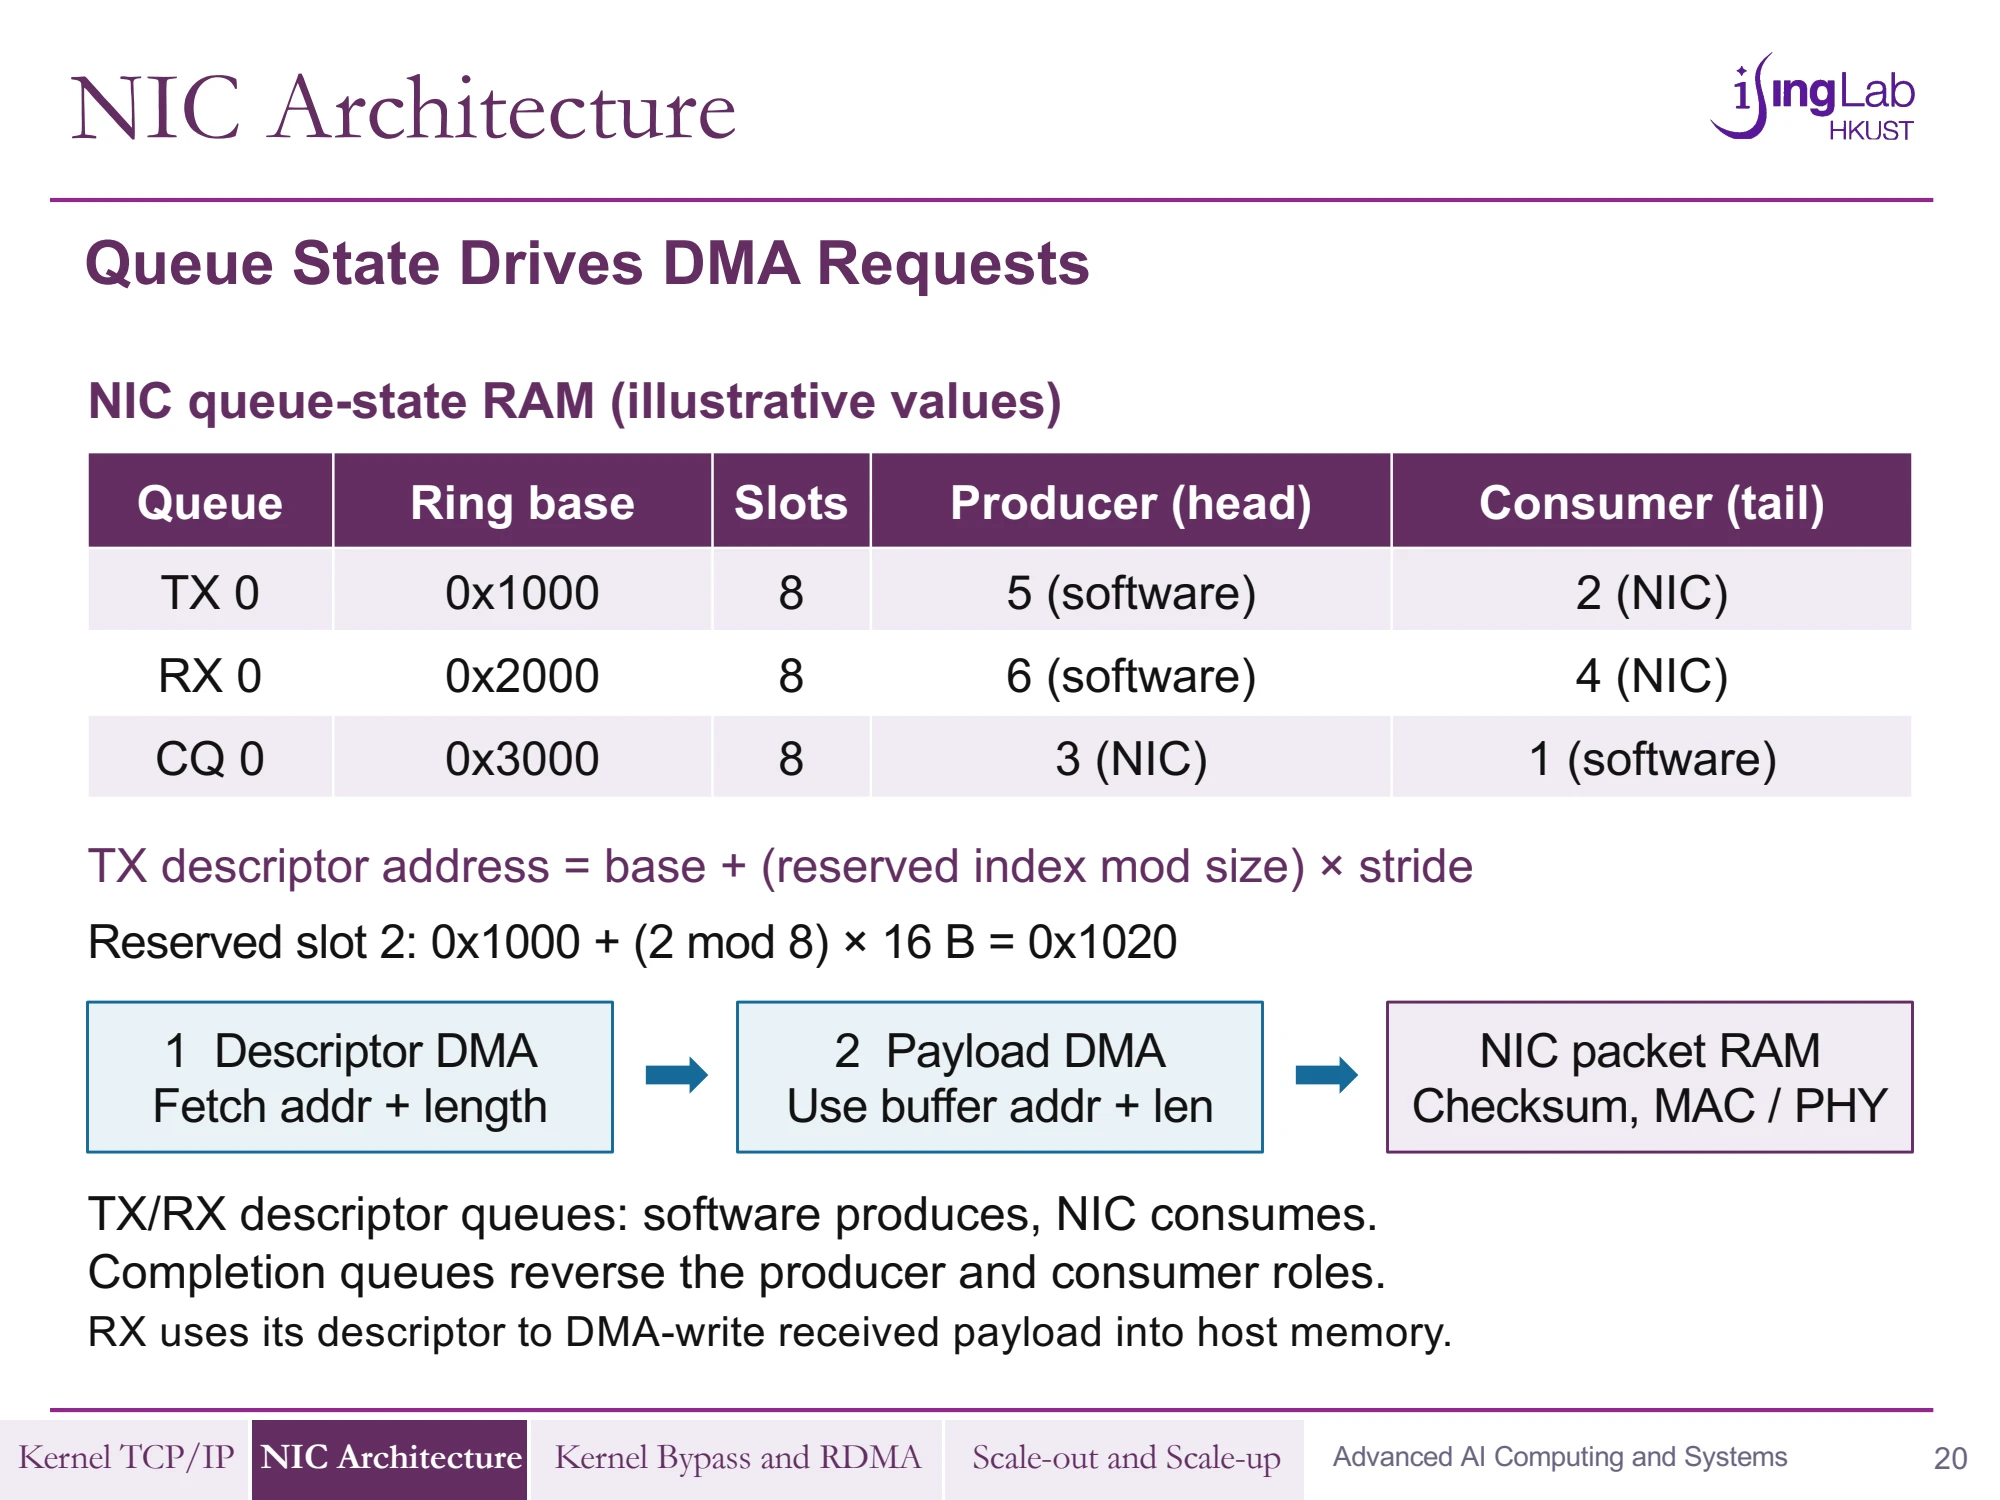 NIC Architecture
iSingLab
HKUST
Queue State Drives DMA Requests
NIC queue-state RAM (illustrative values)
Queue Ring base Slots Producer (head) Consumer (tail)
TX 0 0x1000 8 5 (software) 2 (NIC)
RX 0 0x2000 8 6 (software) 4 (NIC)
CQ 0 0x3000 8 3 (NIC) 1 (software)
TX descriptor address = base + (reserved index mod size) × stride
Reserved slot 2: 0x1000 + (2 mod 8) × 16 B = 0x1020
1 Descriptor DMA
Fetch addr + length
2 Payload DMA
Use buffer addr + len
NIC packet RAM
Checksum, MAC / PHY
TX/RX descriptor queues: software produces, NIC consumes.
Completion queues reverse the producer and consumer roles.
RX uses its descriptor to DMA-write received payload into host memory.
Kernel TCP/IP NIC Architecture Kernel Bypass and RDMA Scale-out and Scale-up Advanced AI Computing and Systems 20